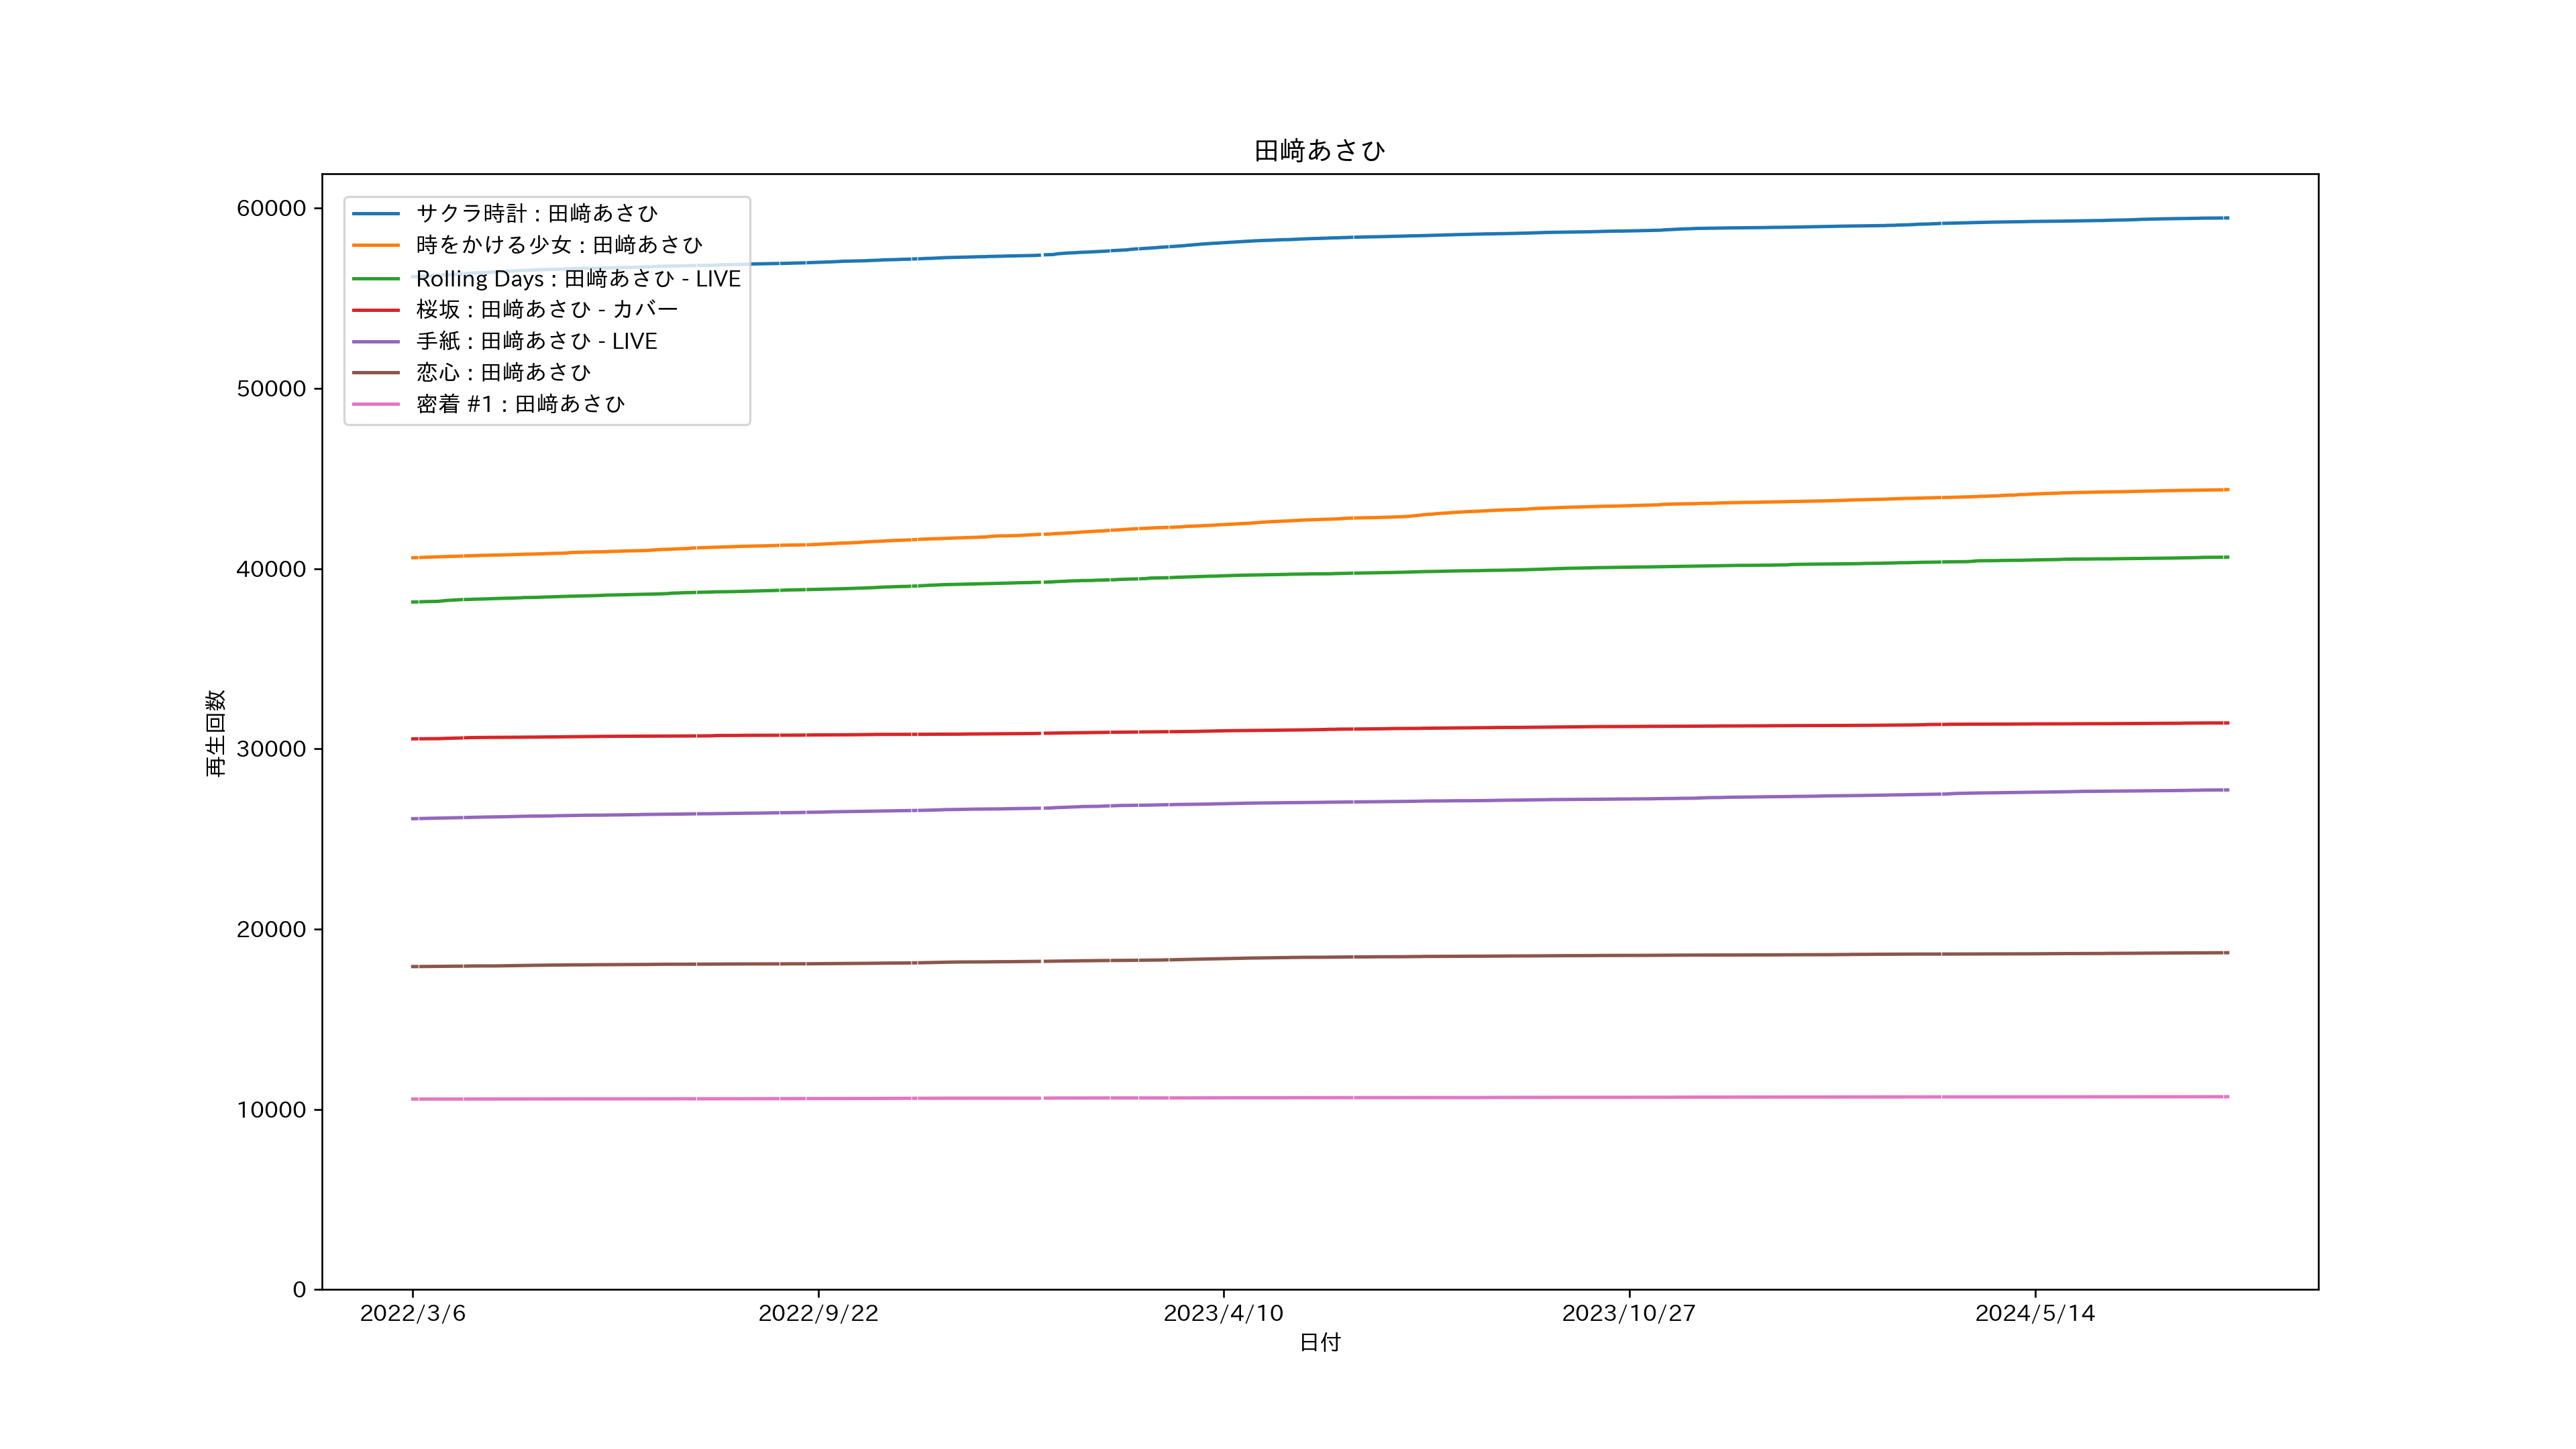 田﨑あさひ
60000
50000
40000
30000
20000
10000
0
再生回数
サクラ時計 : 田﨑あさひ
時をかける少女 : 田﨑あさひ
Rolling Days : 田﨑あさひ - LIVE
桜坂 : 田﨑あさひ - カバー
手紙 : 田﨑あさひ - LIVE
恋心 : 田﨑あさひ
密着 #1 : 田﨑あさひ
2022/3/6
2022/9/22
2023/4/10
2023/10/27
2024/5/14
日付